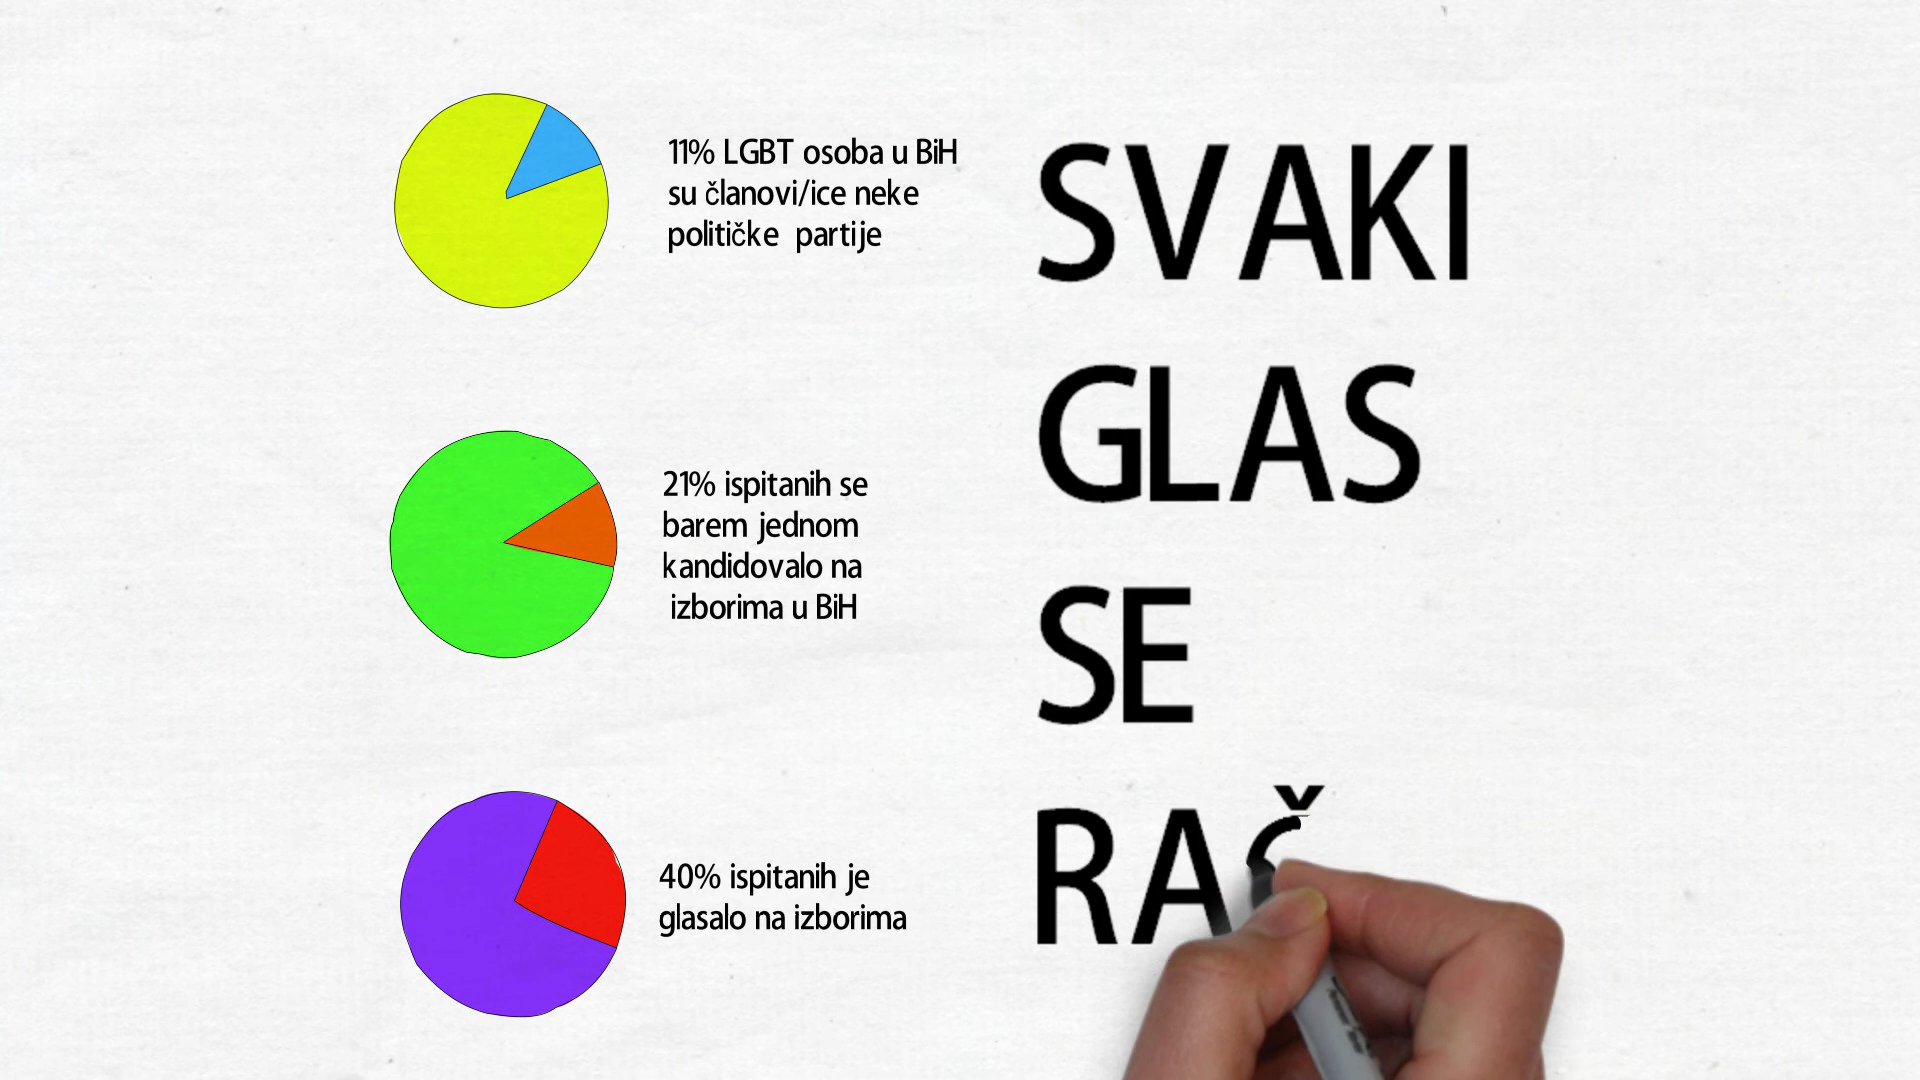 11% LGBT osoba u BiH
su članovi/ice neke
političke partije
21% ispitanih se
barem jednom
kandidovalo na
izborima u BiH
40% ispitanih je
glasalo na izborima
SVAKI
GLAS
SE
RAČ